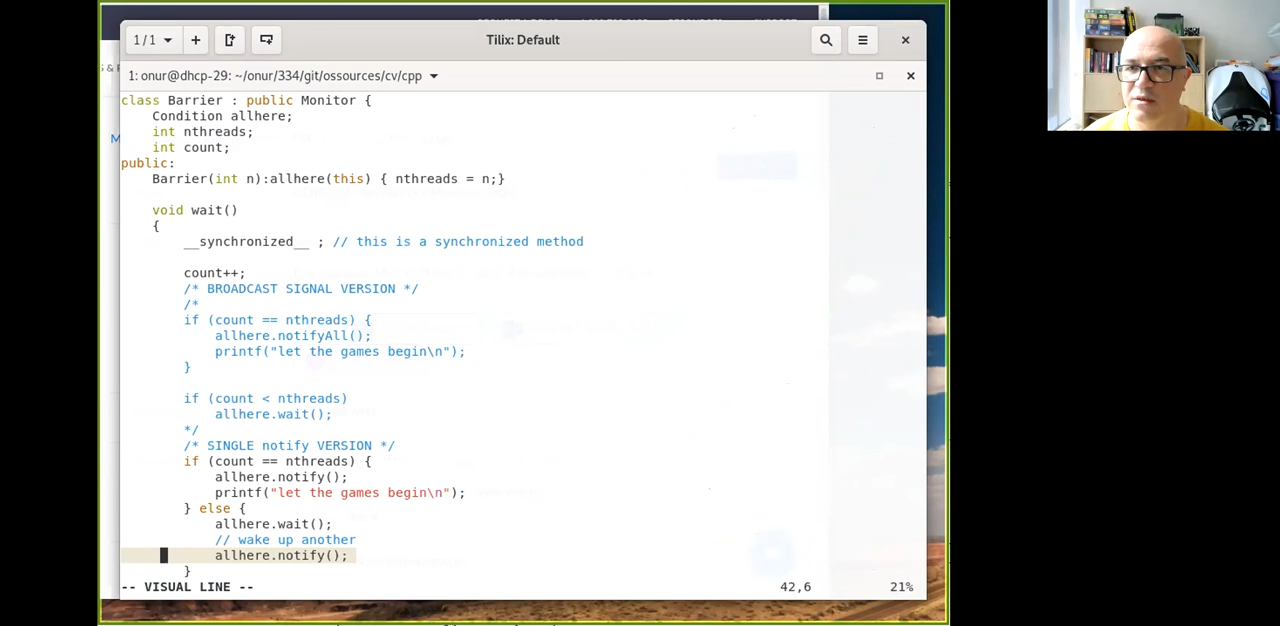 1 / 1
Tilix: Default
1: onur@dhcp-29: ~/onur/334/git/ossources/cv/cpp
class Barrier : public Monitor {
Condition allhere;
int nthreads;
int count;
public:
Barrier(int n):allhere(this) { nthreads = n;}
void wait()
{
__synchronized__ ; // this is a synchronized method
count++;
/* BROADCAST SIGNAL VERSION */
/*
if (count == nthreads) {
allhere.notifyAll();
printf("let the games begin\n");
}
if (count < nthreads)
allhere.wait();
*/
/* SINGLE notify VERSION */
if (count == nthreads) {
allhere.notify();
printf("let the games begin\n");
} else {
allhere.wait();
// wake up another
allhere.notify();
}
-- VISUAL LINE -- 42,6 21%